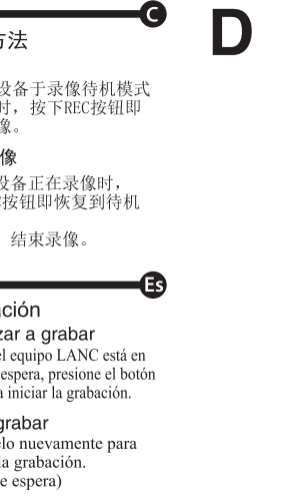 C
D
方法
设备于录像待机模式
时，按下REC按钮即
像。
像
设备正在录像时，
按钮即恢复到待机
结束录像。
Es
ación
zar a grabar
el equipo LANC está en
espera, presione el botón
a iniciar la grabación.
grabar
elo nuevamente para
la grabación.
e espera)